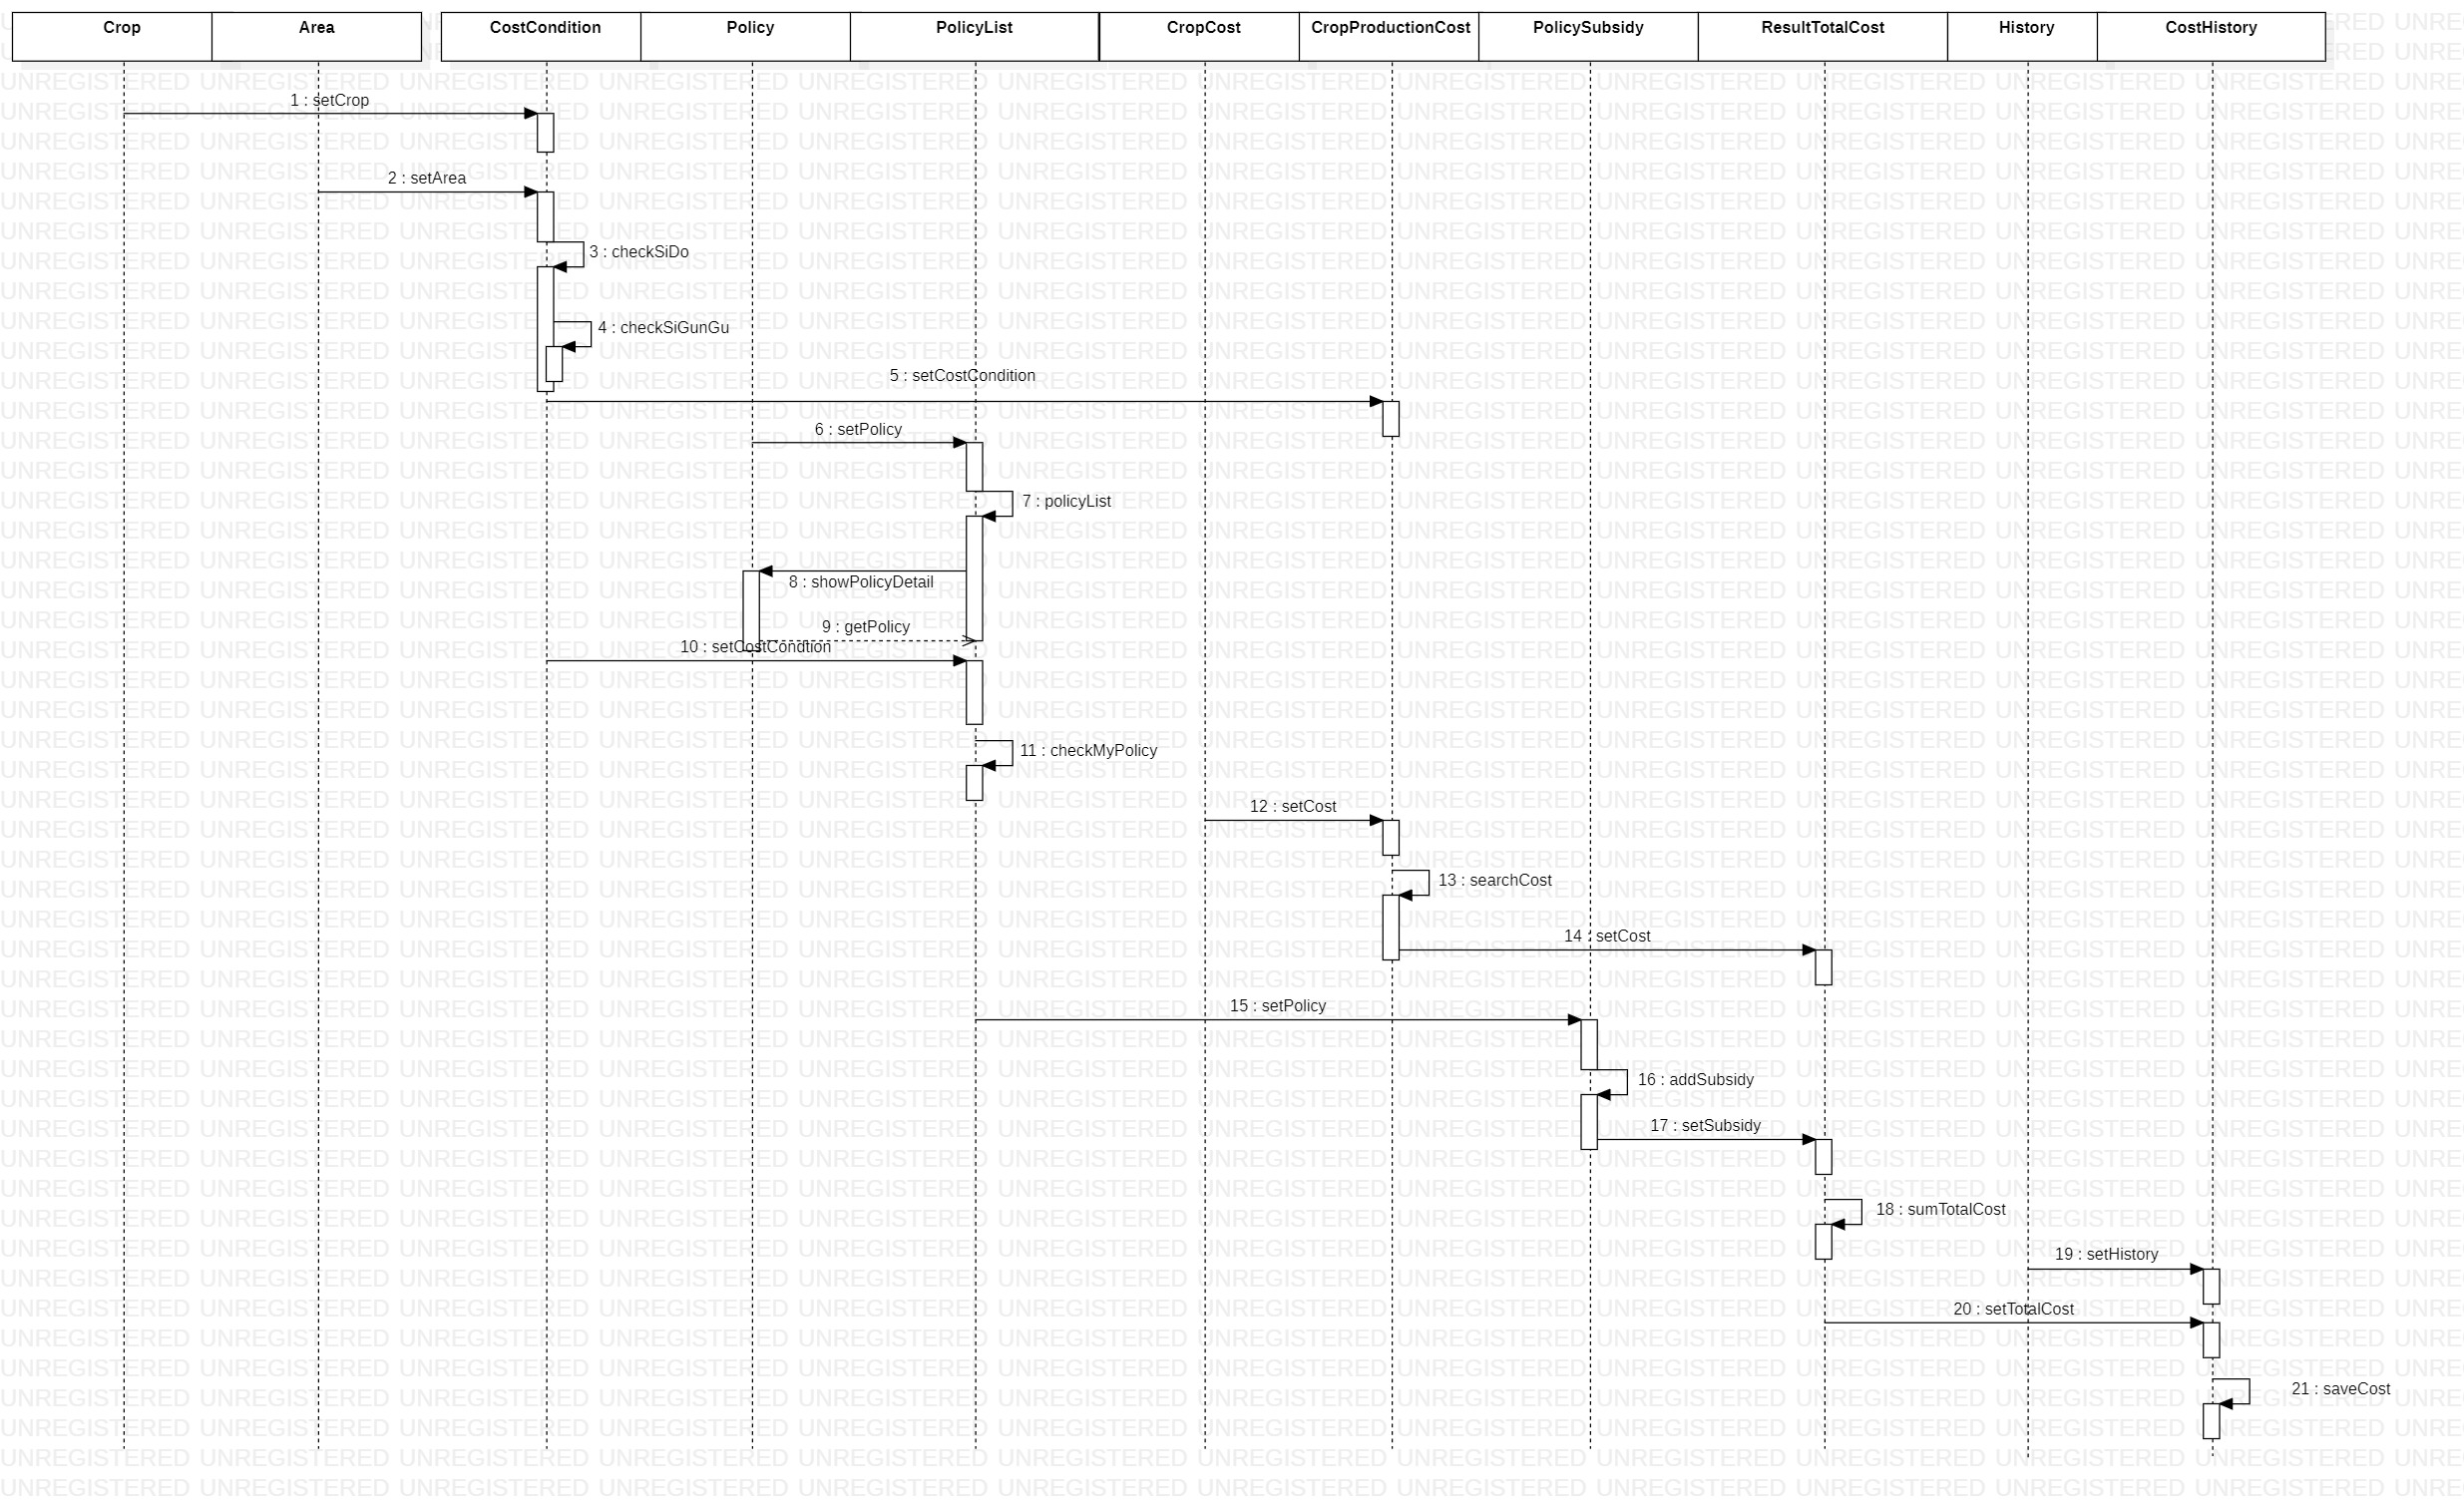 Crop
Area
CostCondition
Policy
PolicyList
CropCost
CropProductionCost
PolicySubsidy
ResultTotalCost
History
CostHistory
1 : setCrop
2 : setArea
3 : checkSiDo
4 : checkSiGunGu
5 : setCostCondition
6 : setPolicy
7 : policyList
8 : showPolicyDetail
9 : getPolicy
10 : setCostCondtion
11 : checkMyPolicy
12 : setCost
13 : searchCost
14 : setCost
15 : setPolicy
16 : addSubsidy
17 : setSubsidy
18 : sumTotalCost
19 : setHistory
20 : setTotalCost
21 : saveCost
UNREGISTERED